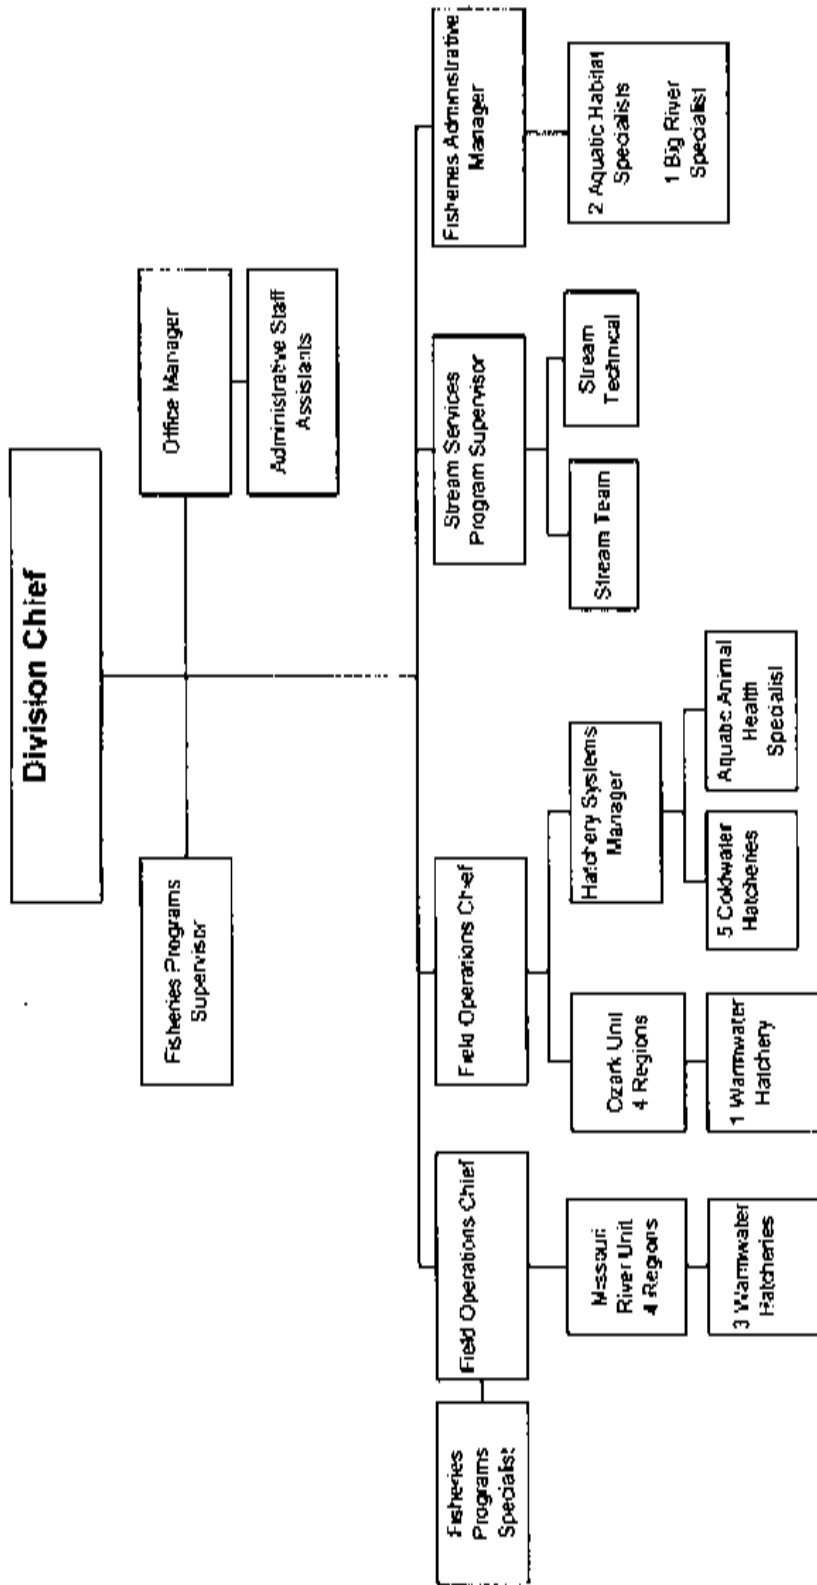 Division Chief
Fisheries Programs
Supervisor
Office Manager
Administrative Staff
Assistants
Fisheries
Programs
Specialist
Field Operations Chief
Field Operations Chief
Stream Services
Program Supervisor
Fisheries Administrative
Manager
Missouri
River Unit
4 Regions
Ozark Unit
4 Regions
Hatchery Systems
Manager
Stream Team
Stream
Technical
2 Aquatic Habitat
Specialists
1 Big River
Specialist
3 Warmwater
Hatcheries
1 Warmwater
Hatchery
5 Coldwater
Hatcheries
Aquatic Animal
Health
Specialist